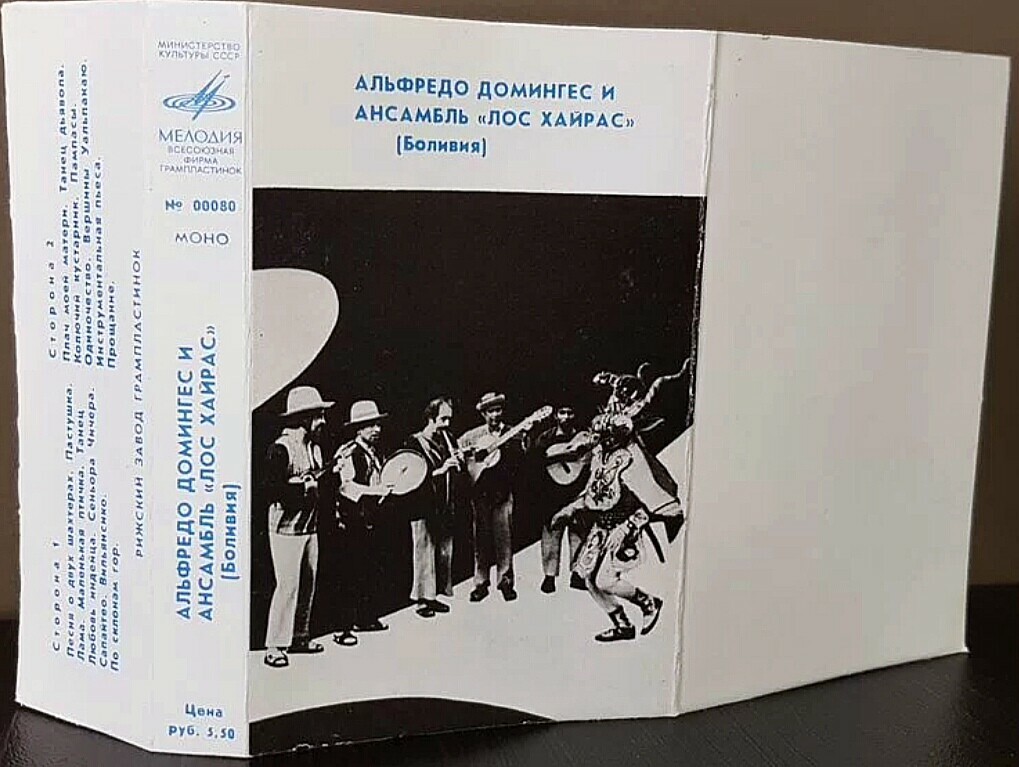 Сторона 1
Песня о двух шахтерах. Пастушка.
Лама. Маленькая птичка. Танец
Любовь индейца. Сеньора Чичера.
Сапайтео. Вильянсико.
По склонам гор.
Сторона 2
Плач моей матери. Танец дьявола.
Колючий кустарник. Пампасы.
Одиночество. Вершины Уальпакаю.
Инструментальная пьеса.
Прощание.
РИЖСКИЙ ЗАВОД ГРАМПЛАСТИНОК
МИНИСТЕРСТВО
КУЛЬТУРЫ СССР
МЕЛОДИЯ
ВСЕСОЮЗНАЯ
ФИРМА
ГРАМПЛАСТИНОК
№ 00080
МОНО
АЛЬФРЕДО ДОМИНГЕС И
АНСАМБЛЬ «ЛОС ХАЙРАС»
(Боливия)
Цена
руб. 5,50
АЛЬФРЕДО ДОМИНГЕС И
АНСАМБЛЬ «ЛОС ХАЙРАС»
(Боливия)